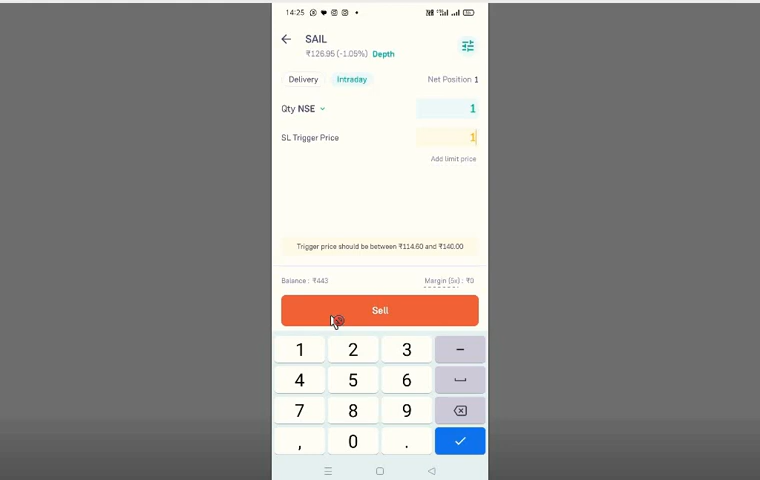 14:25
SAIL
₹126.95 (-1.05%) Depth
Delivery Intraday Net Position 1
Qty NSE 1
SL Trigger Price 1
Add limit price
Trigger price should be between ₹114.60 and ₹140.00
Balance : ₹443 Margin (5x) : ₹0
Sell
1 2 3 –
4 5 6
7 8 9
, 0 .